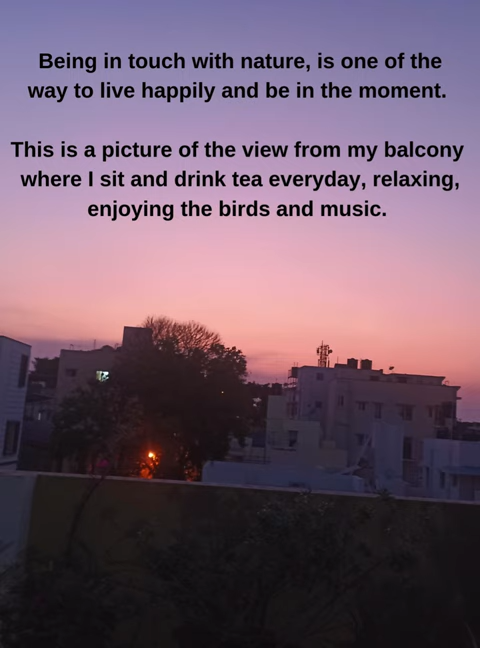 Being in touch with nature, is one of the
way to live happily and be in the moment.
This is a picture of the view from my balcony
where I sit and drink tea everyday, relaxing,
enjoying the birds and music.